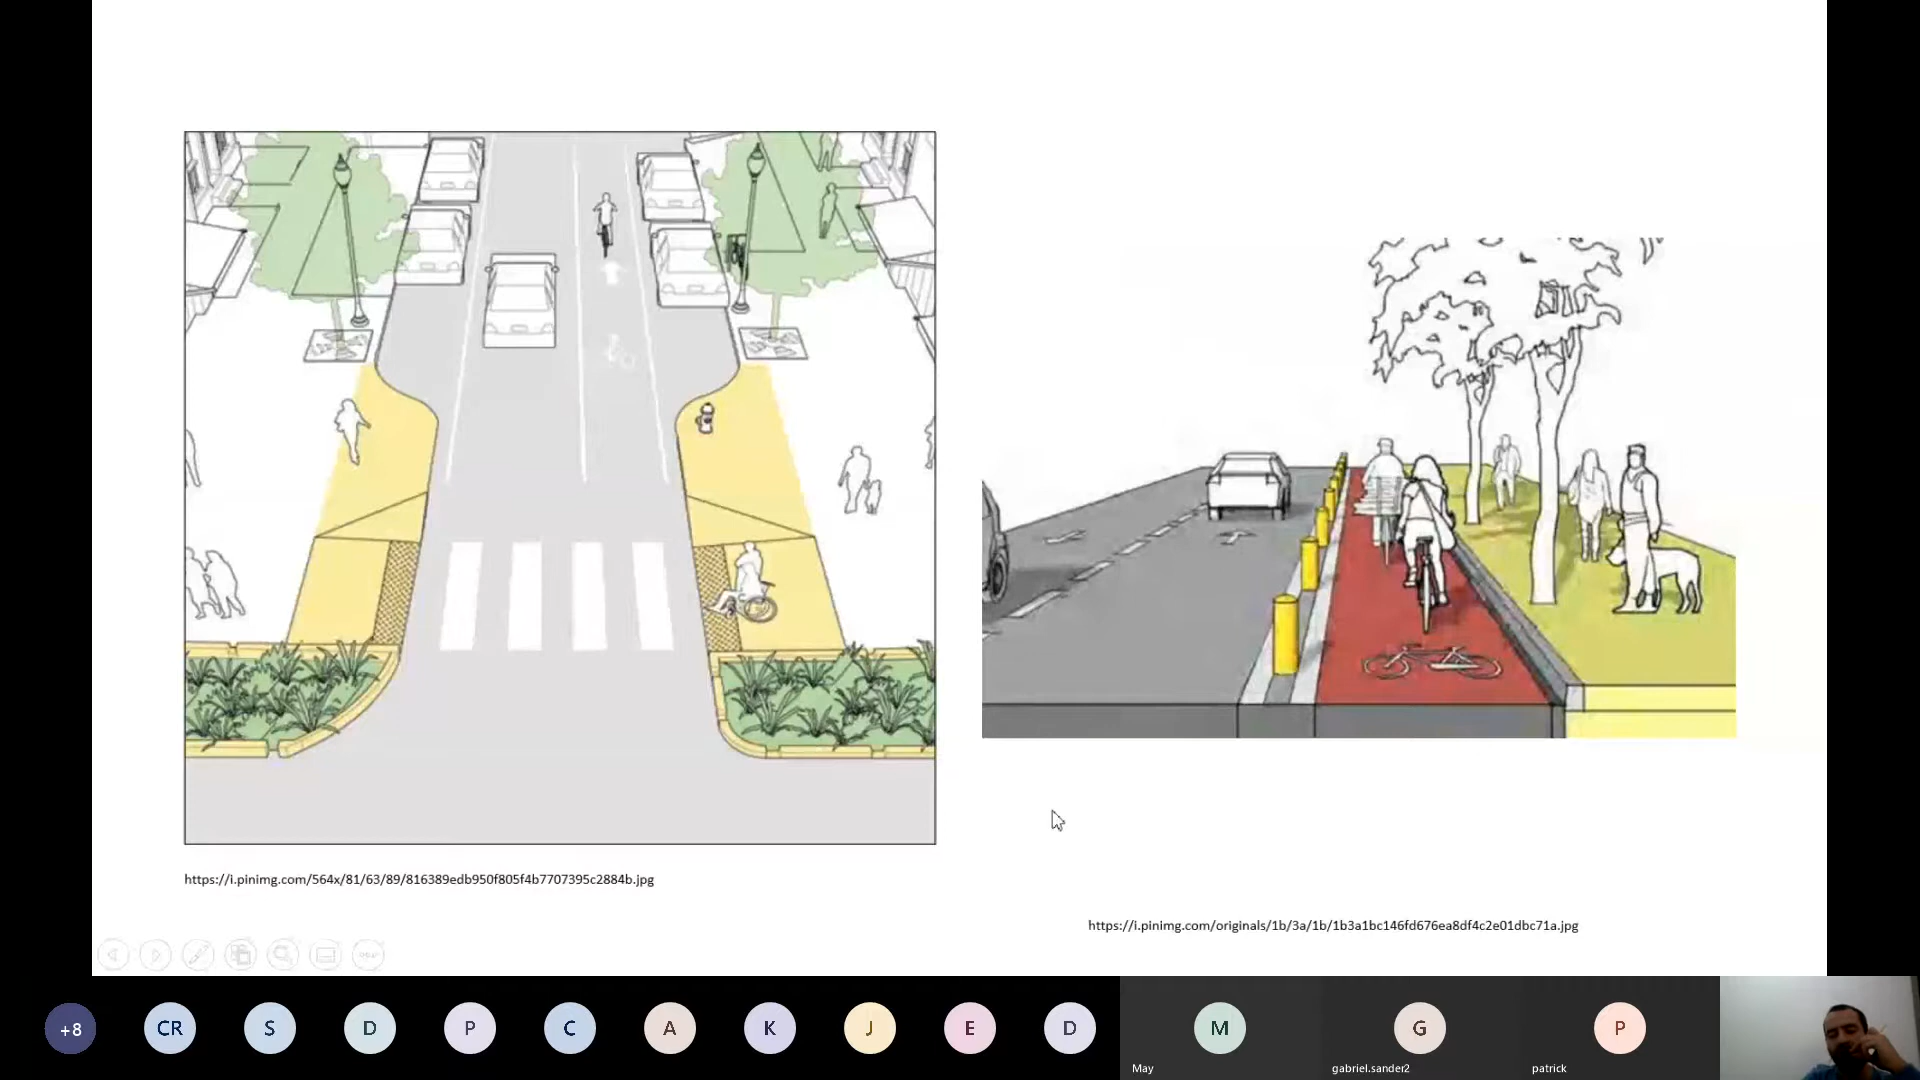 https://i.pinimg.com/564x/81/63/89/816389edb950f805f4b7707395c2884b.jpg
https://i.pinimg.com/originals/1b/3a/1b/1b3a1bc146fd676ea8df4c2e01dbc71a.jpg
+8
CR
S
D
P
C
A
K
J
E
D
M
G
P
May
gabriel.sander2
patrick